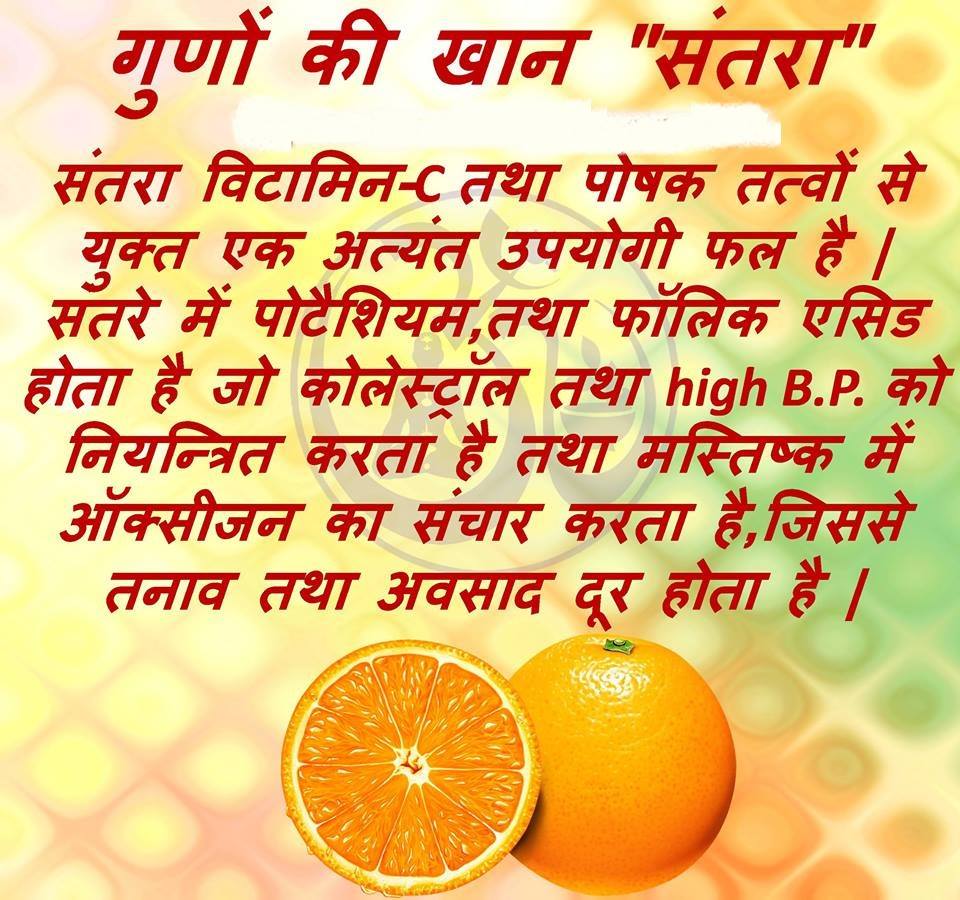 गुणों की खान "संतरा"
संतरा विटामिन-C तथा पोषक तत्वों से
युक्त एक अत्यंत उपयोगी फल है |
सतरे में पोटैशियम,तथा फॉलिक एसिड
होता है जो कोलेस्ट्रॉल तथा high B.P. को
नियन्त्रित करता है तथा मस्तिष्क में
ऑक्सीजन का संचार करता है,जिससे
तनाव तथा अवसाद दूर होता है |